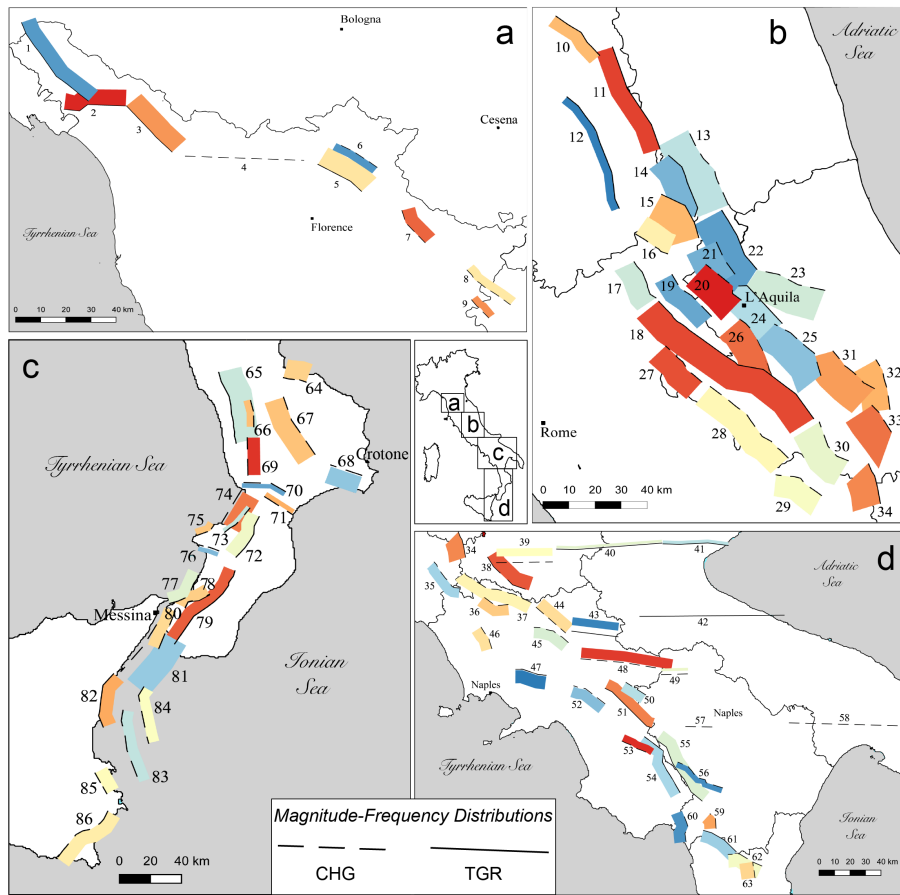 a
Bologna
Cesena
Florence
Tyrrhenian Sea
1
2
3
4
5
6
7
8
9
0 10 20 30 40 km
b
Adriatic
Sea
L'Aquila
Rome
10
11
12
13
14
15
16
17
18
19
20
21
22
23
24
25
26
27
28
29
30
31
32
33
34
0 10 20 30 40 km
c
Tyrrhenian Sea
Crotone
Messina
Ionian
Sea
64
65
66
67
68
69
70
71
72
73
74
75
76
77
78
79
80
81
82
83
84
85
86
0 20 40 km
a
b
c
d
d
Adriatic
Sea
Naples
Naples
Tyrrhenian Sea
Ionian
Sea
34
35
36
37
38
39
40
41
42
43
44
45
46
47
48
49
50
51
52
53
54
55
56
57
58
59
60
61
62
63
0 10 20 30 40 km
Magnitude-Frequency Distributions
CHG TGR